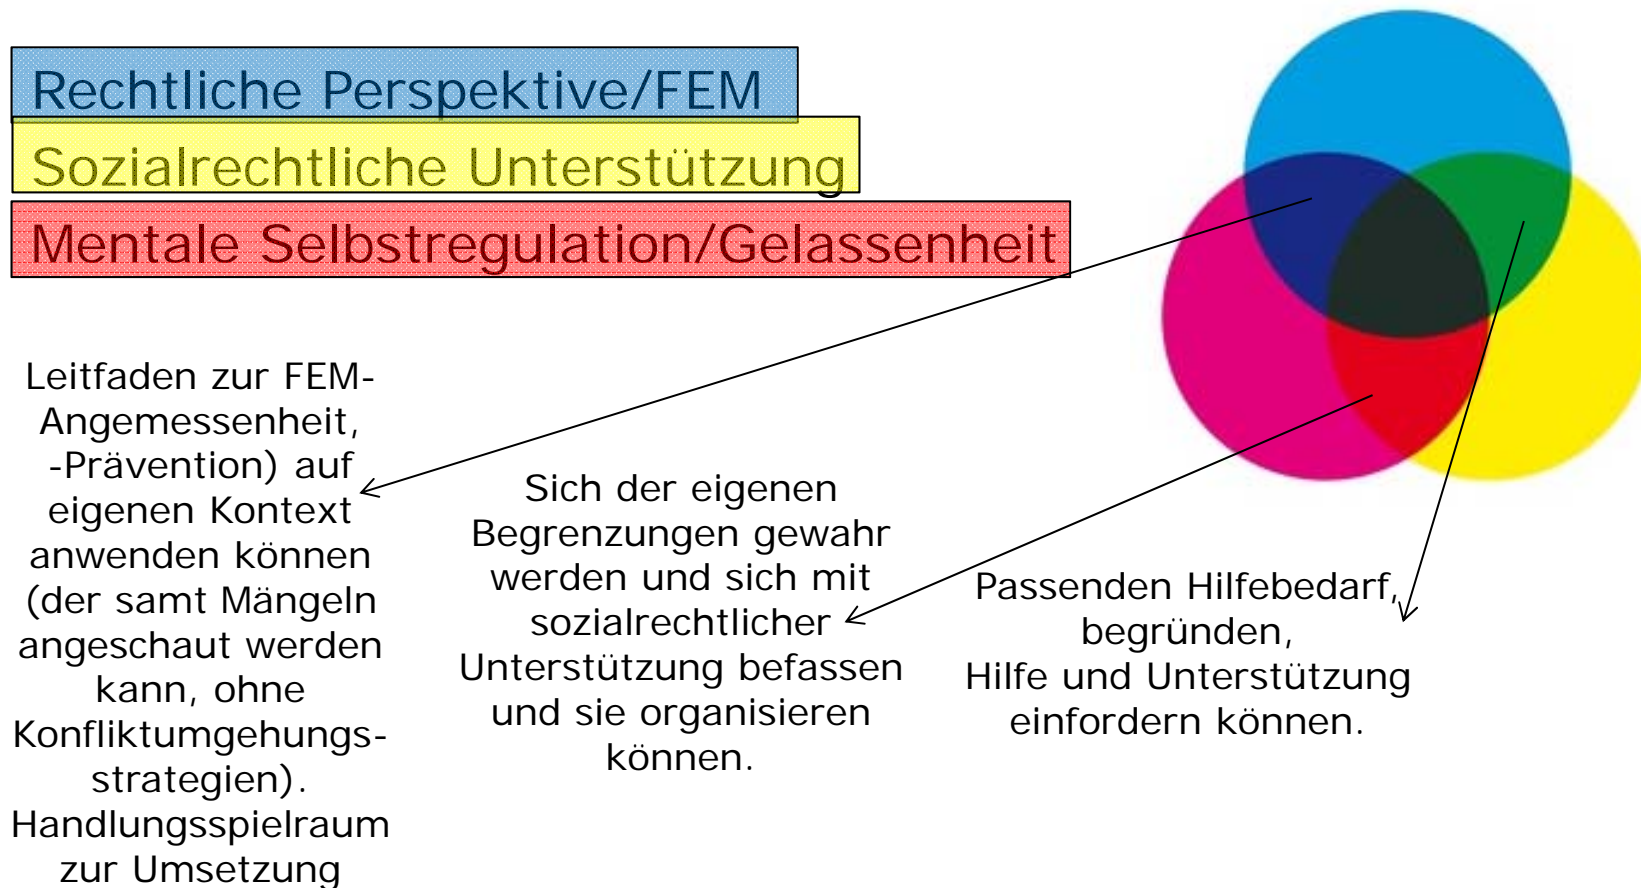 Rechtliche Perspektive/FEM
Sozialrechtliche Unterstützung
Mentale Selbstregulation/Gelassenheit
Leitfaden zur FEM-
Angemessenheit,
-Prävention) auf
eigenen Kontext
anwenden können
(der samt Mängeln
angeschaut werden
kann, ohne
Konfliktumgehungs-
strategien).
Handlungsspielraum
zur Umsetzung
Sich der eigenen
Begrenzungen gewahr
werden und sich mit
sozialrechtlicher
Unterstützung befassen
und sie organisieren
können.
Passenden Hilfebedarf,
begründen,
Hilfe und Unterstützung
einfordern können.